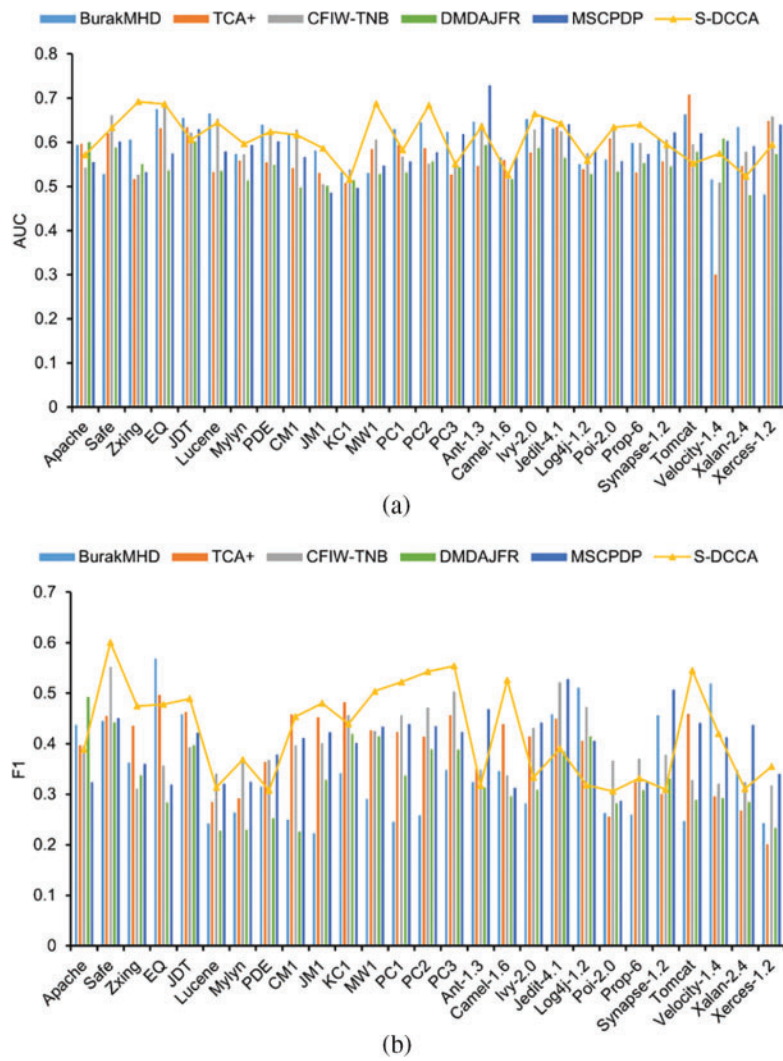 BurakMHD TCA+ CFIW-TNB DMDAJFR MSCPDP S-DCCA
0.8
0.7
0.6
0.5
0.4
0.3
0.2
0.1
0
AUC
Apache Safe Zxing EQ JDT Lucene Mylyn PDE CM1 JM1 KC1 MW1 PC1 PC2 PC3 Ant-1.3 Camel-1.6 Ivy-2.0 Jedit-4.1 Log4j-1.2 Poi-2.0 Prop-6 Synapse-1.2 Tomcat Velocity-1.4 Xalan-2.4 Xerces-1.2
(a)
BurakMHD TCA+ CFIW-TNB DMDAJFR MSCPDP S-DCCA
0.7
0.6
0.5
0.4
0.3
0.2
0.1
0
F1
Apache Safe Zxing EQ JDT Lucene Mylyn PDE CM1 JM1 KC1 MW1 PC1 PC2 PC3 Ant-1.3 Camel-1.6 Ivy-2.0 Jedit-4.1 Log4j-1.2 Poi-2.0 Prop-6 Synapse-1.2 Tomcat Velocity-1.4 Xalan-2.4 Xerces-1.2
(b)